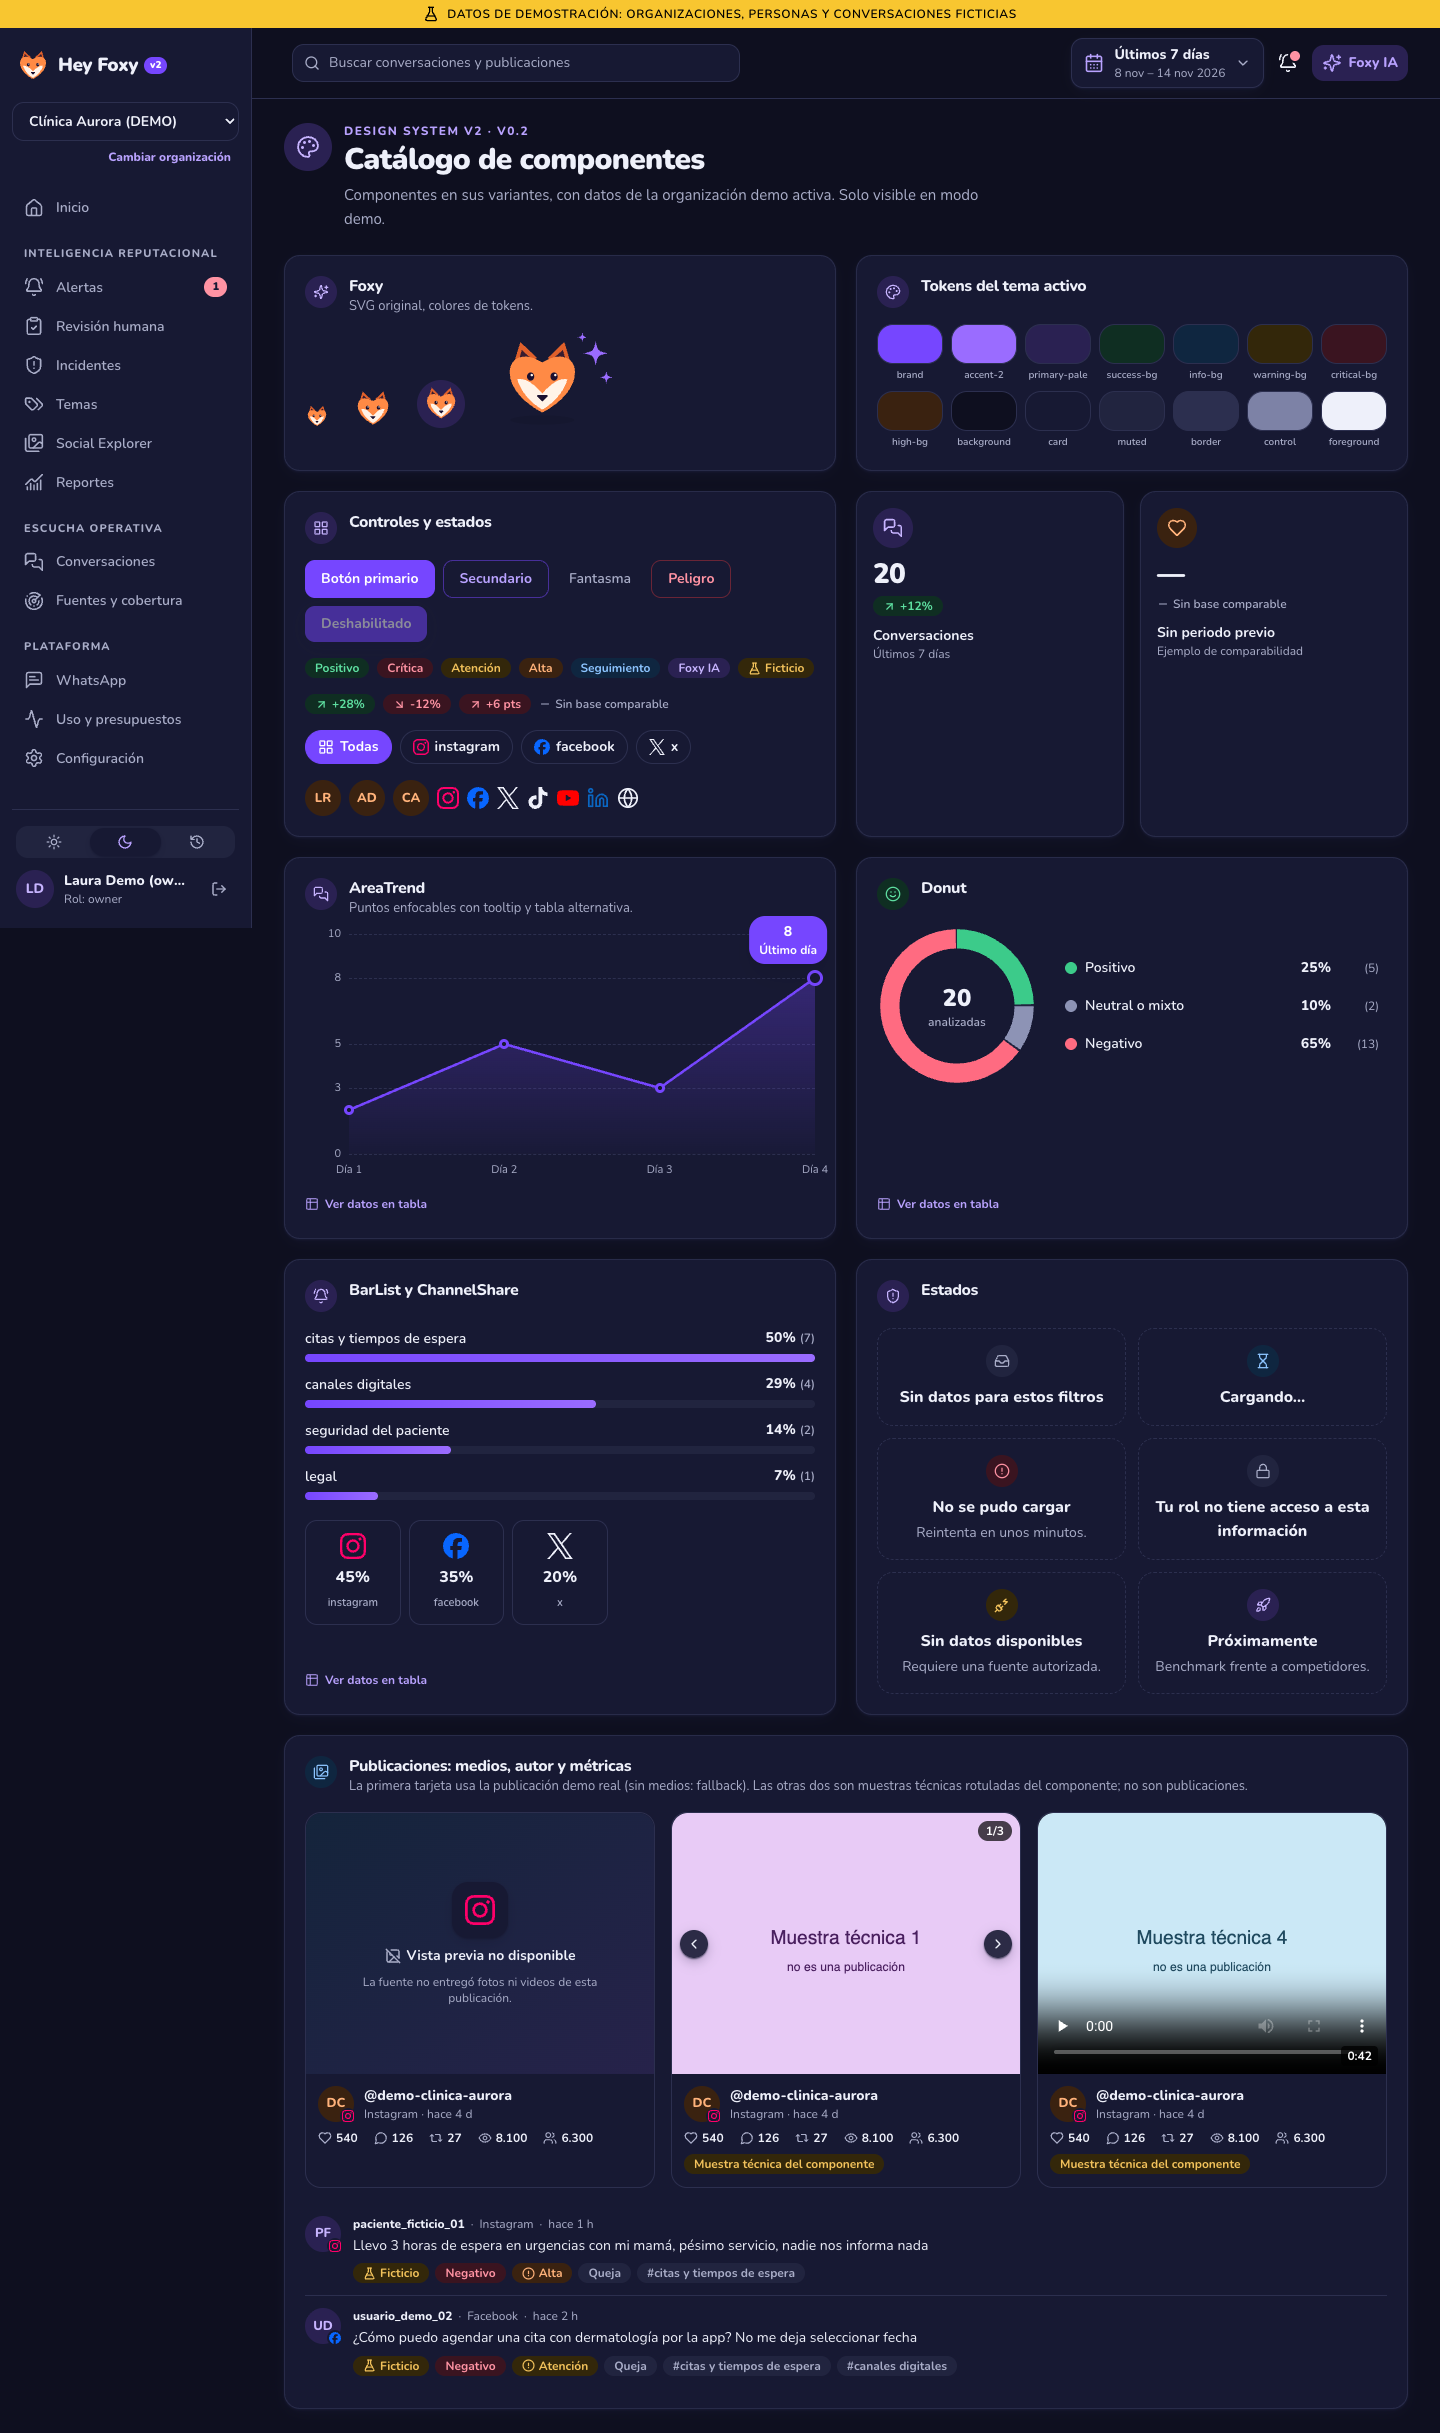 DATOS DE DEMOSTRACIÓN: ORGANIZACIONES, PERSONAS Y CONVERSACIONES FICTICIAS
Hey Foxy v2
Clínica Aurora (DEMO)
Cambiar organización
Inicio
INTELIGENCIA REPUTACIONAL
Alertas 1
Revisión humana
Incidentes
Temas
Social Explorer
Reportes
ESCUCHA OPERATIVA
Conversaciones
Fuentes y cobertura
PLATAFORMA
WhatsApp
Uso y presupuestos
Configuración
LD
Laura Demo (ow...
Rol: owner
Buscar conversaciones y publicaciones
Últimos 7 días
8 nov – 14 nov 2026
Foxy IA
DESIGN SYSTEM V2 · V0.2
Catálogo de componentes
Componentes en sus variantes, con datos de la organización demo activa. Solo visible en modo
demo.
Foxy
SVG original, colores de tokens.
Tokens del tema activo
brand accent-2 primary-pale success-bg info-bg warning-bg critical-bg
high-bg background card muted border control foreground
Controles y estados
Botón primario Secundario Fantasma Peligro
Deshabilitado
Positivo Crítica Atención Alta Seguimiento Foxy IA Ficticio
+28% -12% +6 pts Sin base comparable
Todas instagram facebook x
LR AD CA
20
+12%
Conversaciones
Últimos 7 días
—
Sin base comparable
Sin periodo previo
Ejemplo de comparabilidad
AreaTrend
Puntos enfocables con tooltip y tabla alternativa.
8
Último día
10
8
5
3
0
Día 1 Día 2 Día 3 Día 4
Ver datos en tabla
Donut
20
analizadas
Positivo 25% (5)
Neutral o mixto 10% (2)
Negativo 65% (13)
Ver datos en tabla
BarList y ChannelShare
citas y tiempos de espera 50% (7)
canales digitales 29% (4)
seguridad del paciente 14% (2)
legal 7% (1)
45% 35% 20%
instagram facebook x
Ver datos en tabla
Estados
Sin datos para estos filtros
Cargando...
No se pudo cargar
Reintenta en unos minutos.
Tu rol no tiene acceso a esta
información
Sin datos disponibles
Requiere una fuente autorizada.
Próximamente
Benchmark frente a competidores.
Publicaciones: medios, autor y métricas
La primera tarjeta usa la publicación demo real (sin medios: fallback). Las otras dos son muestras técnicas rotuladas del componente; no son publicaciones.
Vista previa no disponible
La fuente no entregó fotos ni videos de esta
publicación.
DC
@demo-clinica-aurora
Instagram · hace 4 d
540 126 27 8.100 6.300
1/3
Muestra técnica 1
no es una publicación
DC
@demo-clinica-aurora
Instagram · hace 4 d
540 126 27 8.100 6.300
Muestra técnica del componente
Muestra técnica 4
no es una publicación
0:00
0:42
DC
@demo-clinica-aurora
Instagram · hace 4 d
540 126 27 8.100 6.300
Muestra técnica del componente
PF
paciente_ficticio_01 · Instagram · hace 1 h
Llevo 3 horas de espera en urgencias con mi mamá, pésimo servicio, nadie nos informa nada
Ficticio Negativo Alta Queja #citas y tiempos de espera
UD
usuario_demo_02 · Facebook · hace 2 h
¿Cómo puedo agendar una cita con dermatología por la app? No me deja seleccionar fecha
Ficticio Negativo Atención Queja #citas y tiempos de espera #canales digitales